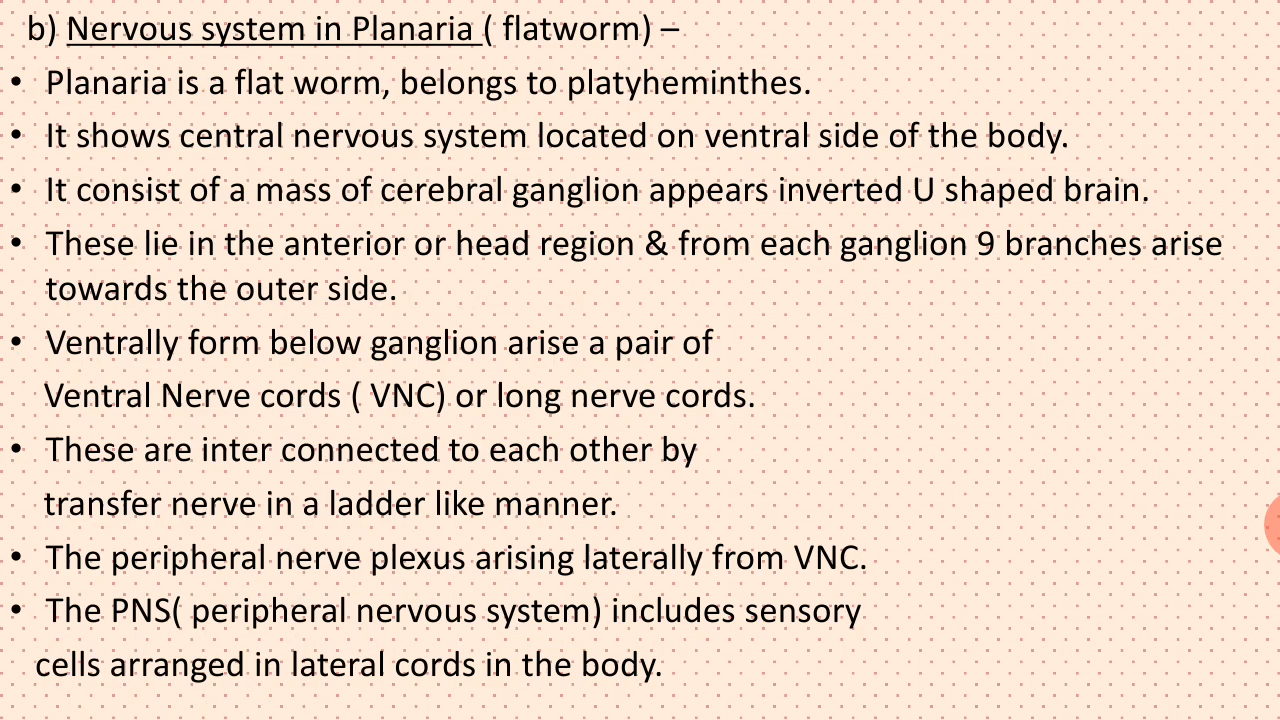 b) Nervous system in Planaria ( flatworm) –
• Planaria is a flat worm, belongs to platyheminthes.
• It shows central nervous system located on ventral side of the body.
• It consist of a mass of cerebral ganglion appears inverted U shaped brain.
• These lie in the anterior or head region & from each ganglion 9 branches arise
towards the outer side.
• Ventrally form below ganglion arise a pair of
Ventral Nerve cords ( VNC) or long nerve cords.
• These are inter connected to each other by
transfer nerve in a ladder like manner.
• The peripheral nerve plexus arising laterally from VNC.
• The PNS( peripheral nervous system) includes sensory
cells arranged in lateral cords in the body.